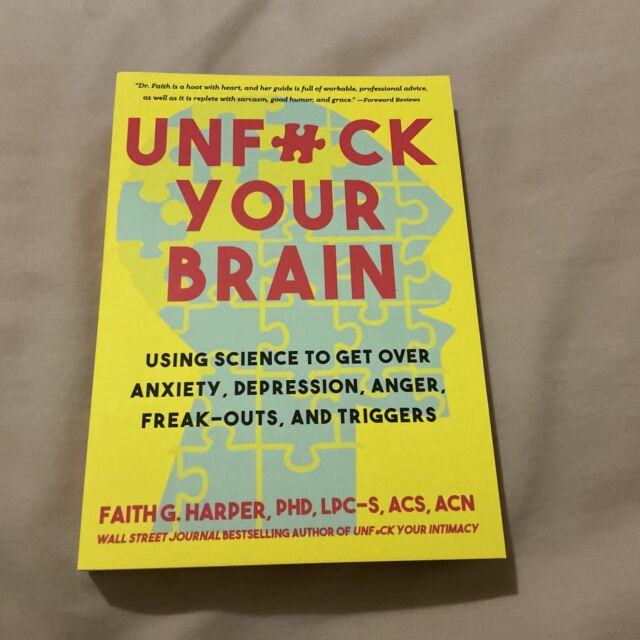 "Dr. Faith is a hoot with heart, and her guide is full of workable, professional advice,
as well as it is replete with sarcasm, good humor, and grace." —Foreword Reviews
UNF#CK
YOUR
BRAIN
USING SCIENCE TO GET OVER
ANXIETY, DEPRESSION, ANGER,
FREAK-OUTS, AND TRIGGERS
FAITH G. HARPER, PHD, LPC-S, ACS, ACN
WALL STREET JOURNAL BESTSELLING AUTHOR OF UNF#CK YOUR INTIMACY